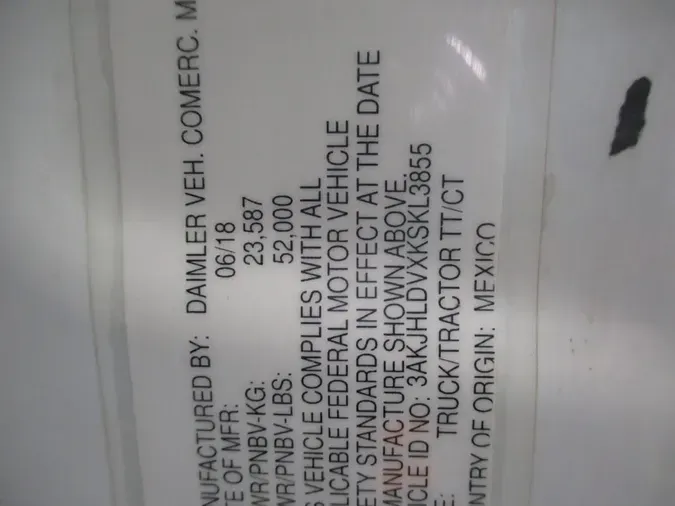 NUFACTURED BY: DAIMLER VEH. COMERC. M
TE OF MFR: 06/18
WR/PNBV-KG: 23,587
WR/PNBV-LBS: 52,000
S VEHICLE COMPLIES WITH ALL
LICABLE FEDERAL MOTOR VEHICLE
ETY STANDARDS IN EFFECT AT THE DATE
MANUFACTURE SHOWN ABOVE.
ICLE ID NO: 3AKJHLDVXKSKL3855
E: TRUCK/TRACTOR TT/CT
NTRY OF ORIGIN: MEXICO